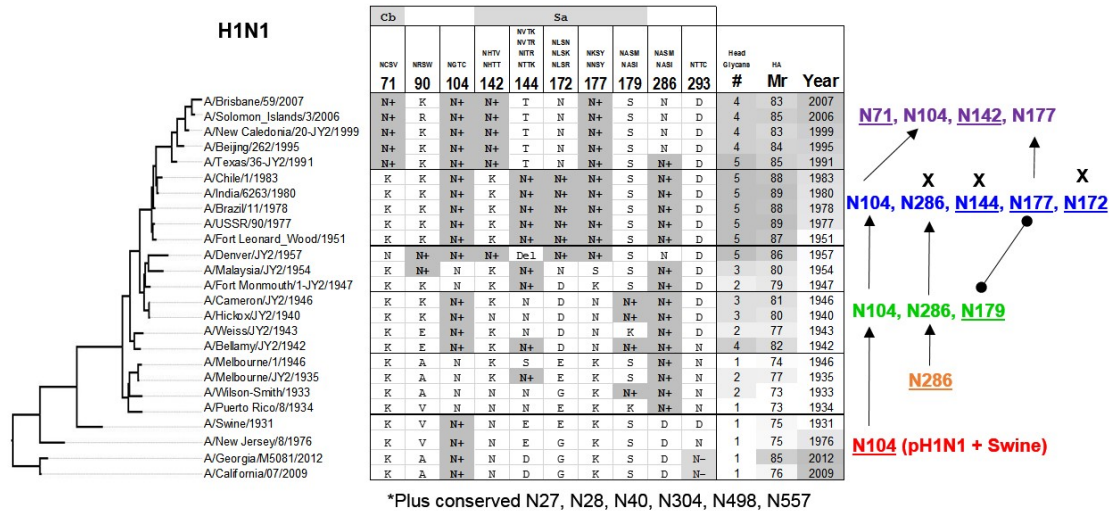 H1N1
Cb Sa
NCSV NRSW NGTC NHTV NHTT NVTK NVTR NITR NTTK NLSN NLSK NLSR NKSY NNSY NASM NASI NASM NASI NTTC Head Glycans HA
71 90 104 142 144 172 177 179 286 293 # Mr Year
A/Brisbane/59/2007 N+ K N+ N+ T N N+ S N D 4 83 2007
A/Solomon_Islands/3/2006 N+ R N+ N+ T N N+ S N D 4 85 2006
A/New Caledonia/20-JY2/1999 N+ K N+ N+ T N N+ S N D 4 83 1999
A/Beijing/262/1995 N+ K N+ N+ T N N+ S N D 4 84 1995
A/Texas/36-JY2/1991 N+ K N+ N+ T N N+ S N+ D 5 85 1991
A/Chile/1/1983 K K N+ K N+ N+ N+ S N+ D 5 88 1983
A/India/6263/1980 K K N+ K N+ N+ N+ S N+ D 5 89 1980
A/Brazil/11/1978 K K N+ K N+ N+ N+ S N+ D 5 88 1978
A/USSR/90/1977 K K N+ K N+ N+ N+ S N+ D 5 89 1977
A/Fort Leonard_Wood/1951 K K N+ K N+ N+ N+ S N+ D 5 87 1951
A/Denver/JY2/1957 N N+ N+ N+ Del N+ N+ S N D 5 86 1957
A/Malaysia/JY2/1954 K N+ N K N+ N S S N+ D 3 80 1954
A/Fort Monmouth/1-JY2/1947 K K N K N+ D K S N+ D 2 79 1947
A/Cameron/JY2/1946 K K N+ K N D N N+ N+ D 3 81 1946
A/HickoxJY2/1940 K K N+ K N D N N+ N+ D 3 80 1940
A/Weiss/JY2/1943 K E N+ K N D N K N+ D 2 77 1943
A/Bellamy/JY2/1942 K E N+ K N+ D N N+ N+ D 4 82 1942
A/Melbourne/1/1946 K A N K S E K S N+ N 1 74 1946
A/Melbourne/JY2/1935 K A N K N+ E K S N+ N 2 77 1935
A/Wilson-Smith/1933 K A N N N G K N+ N+ N 2 73 1933
A/Puerto Rico/8/1934 K V N N N E K K N+ N 1 73 1934
A/Swine/1931 K V N+ N E E K S D D 1 75 1931
A/New Jersey/8/1976 K V N+ N E G K S D N 1 75 1976
A/Georgia/M5081/2012 K A N+ N D G K S D N− 1 85 2012
A/California/07/2009 K A N+ N D G K S D N− 1 76 2009
N71, N104, N142, N177
X X X
N104, N286, N144, N177, N172
N104, N286, N179
N286
N104 (pH1N1 + Swine)
*Plus conserved N27, N28, N40, N304, N498, N557